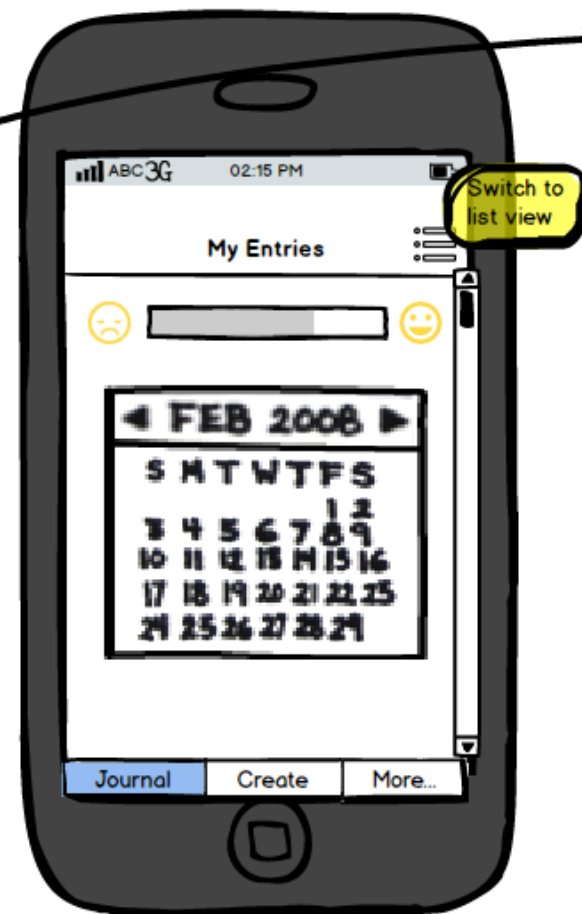 ABC 3G 02:15 PM
Switch to
list view
My Entries
FEB 2008
S M T W T F S
1 2
3 4 5 6 7 8 9
10 11 12 13 14 15 16
17 18 19 20 21 22 23
24 25 26 27 28 29
Journal Create More...